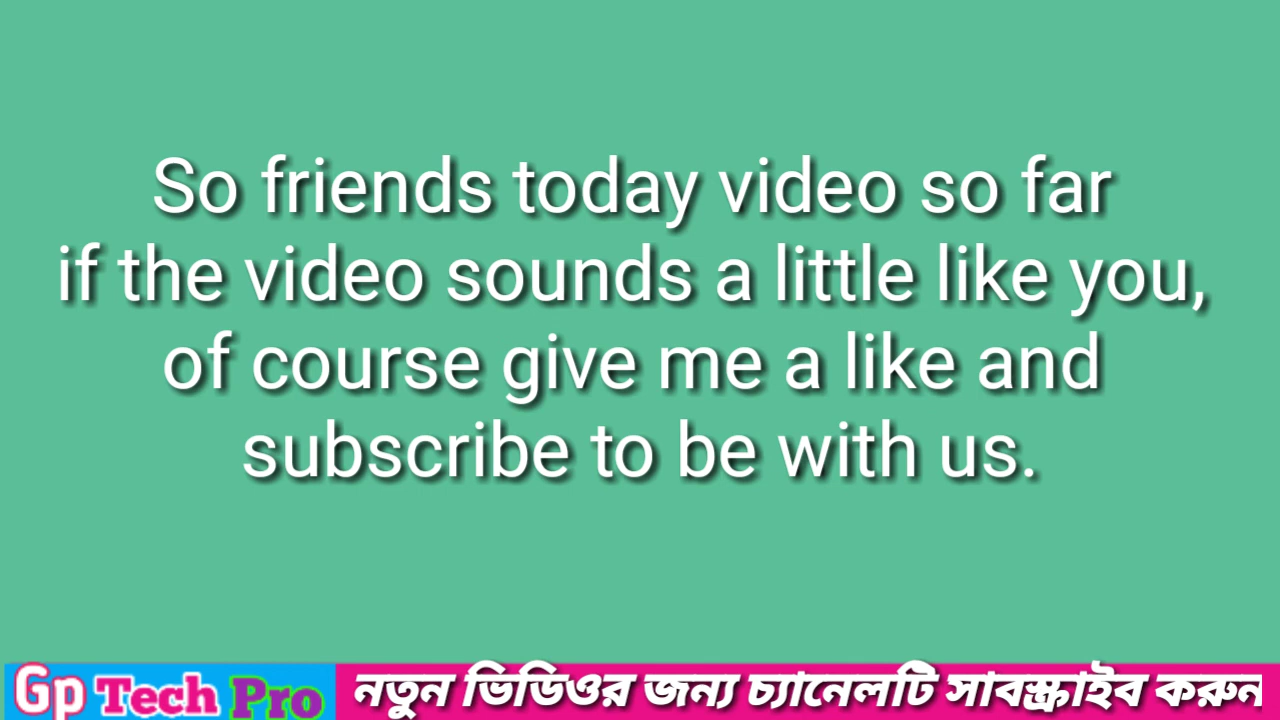 So friends today video so far
if the video sounds a little like you,
of course give me a like and
subscribe to be with us.
Gp Tech Pro নতুন ভিডিওর জন্য চ্যানেলটি সাবস্ক্রাইব করুন